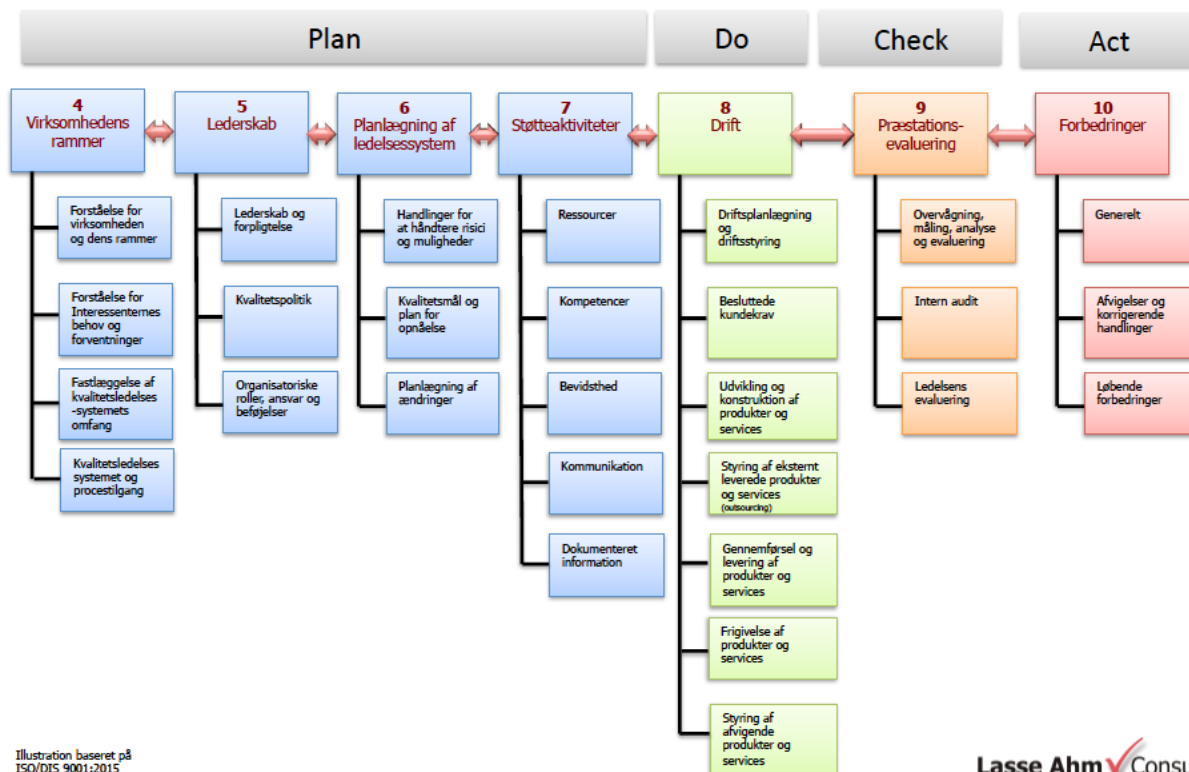 Plan
Do
Check
Act
4
Virksomhedens
rammer
5
Lederskab
6
Planlægning af
ledelsessystem
7
Støtteaktiviteter
8
Drift
9
Præstations-
evaluering
10
Forbedringer
Forståelse for
virksomheden
og dens rammer
Forståelse for
Interessenternes
behov og
forventninger
Fastlæggelse af
kvalitetsledelses
-systemets
omfang
Kvalitetsledelses
systemet og
procestilgang
Lederskab og
forpligtelse
Kvalitetspolitik
Organisatoriske
roller, ansvar og
beføjelser
Handlinger for
at håndtere risici
og muligheder
Kvalitetsmål og
plan for
opnåelse
Planlægning af
ændringer
Ressourcer
Kompetencer
Bevidsthed
Kommunikation
Dokumenteret
information
Driftsplanlægning
og
driftsstyring
Besluttede
kundekrav
Udvikling og
konstruktion af
produkter og
services
Styring af eksternt
leverede produkter
og services
(outsourcing)
Gennemførsel og
levering af
produkter og
services
Frigivelse af
produkter og
services
Styring af
afvigende
produkter og
services
Overvågning,
måling, analyse
og evaluering
Intern audit
Ledelsens
evaluering
Generelt
Afvigelser og
korrigerende
handlinger
Løbende
forbedringer
Illustration baseret på
ISO/DIS 9001:2015
Lasse Ahm Consu